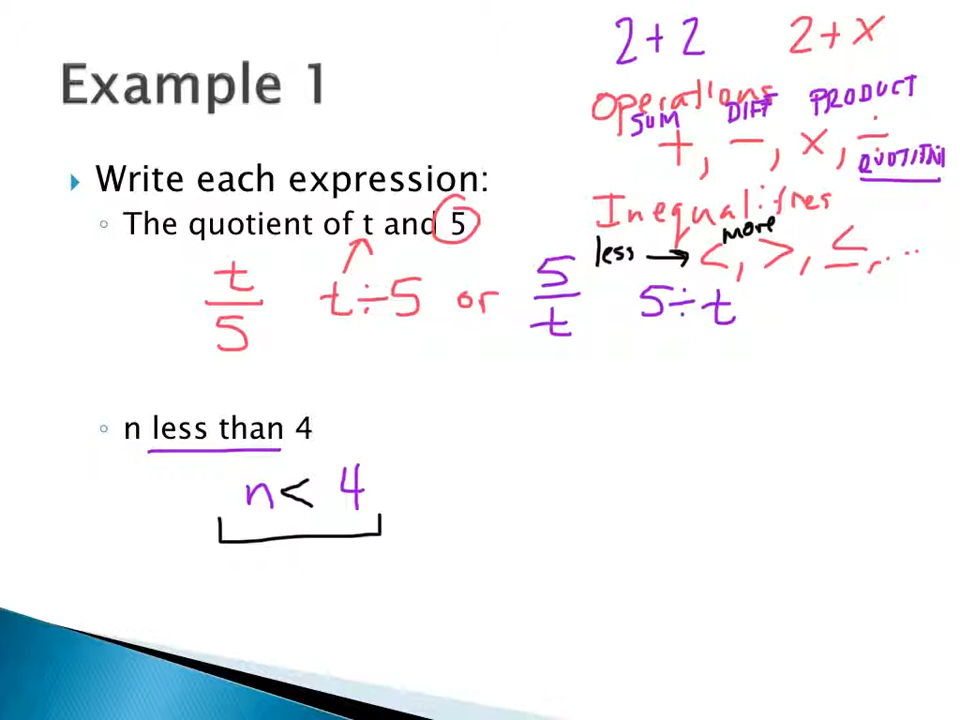 2+2 2+x
Example 1
Operations
SUM DIFF PRODUCT
+, −, ×, ÷
Write each expression:
Inequalities
The quotient of t and 5
less → <, more >, ≤, ...
t/5 t÷5 or 5/t 5÷t
n less than 4
n< 4